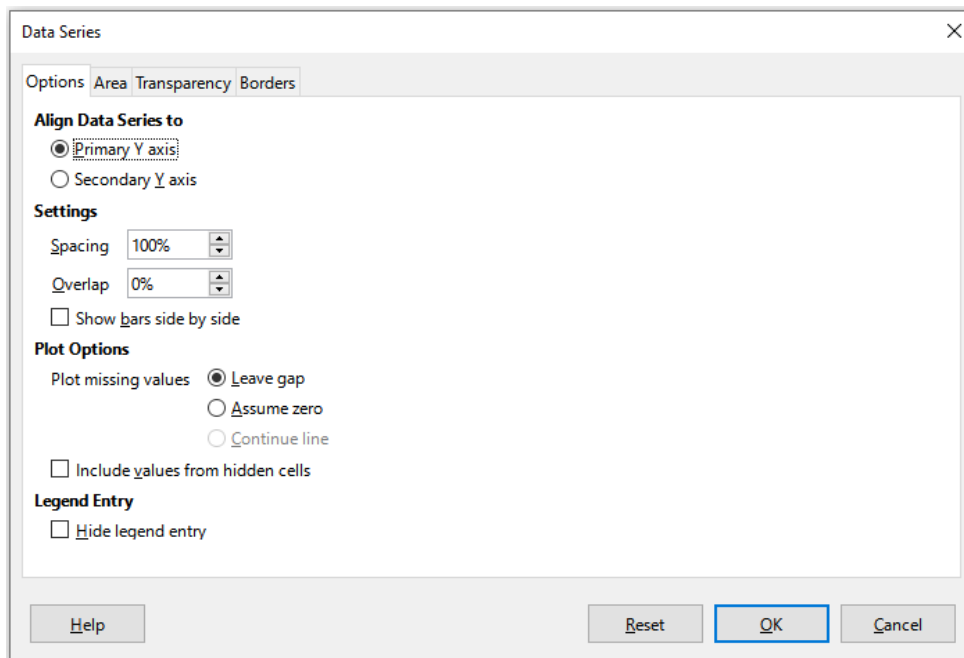 Data Series
Options Area Transparency Borders
Align Data Series to
Primary Y axis
Secondary Y axis
Settings
Spacing 100%
Overlap 0%
Show bars side by side
Plot Options
Plot missing values Leave gap
Assume zero
Continue line
Include values from hidden cells
Legend Entry
Hide legend entry
Help Reset OK Cancel